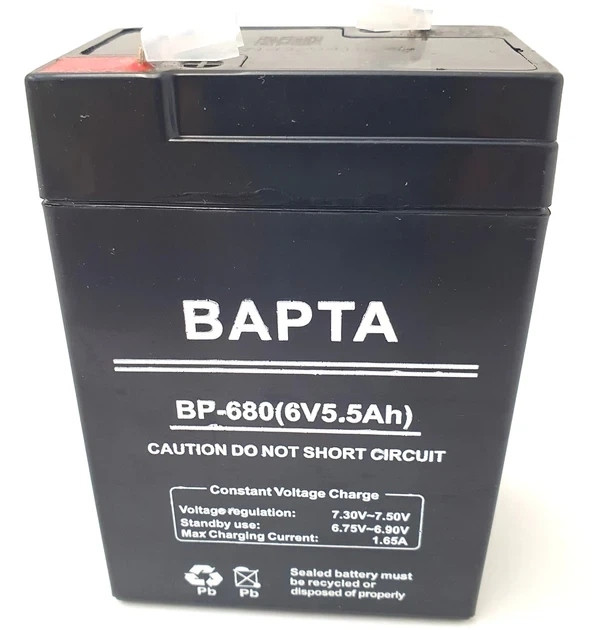 BAPTA
BP-680(6V5.5Ah)
CAUTION DO NOT SHORT CIRCUIT
Constant Voltage Charge
Voltage regulation: 7.30V~7.50V
Standby use: 6.75V~6.90V
Max Charging Current: 1.65A
Pb Pb
Sealed battery must
be recycled or
disposed of properly